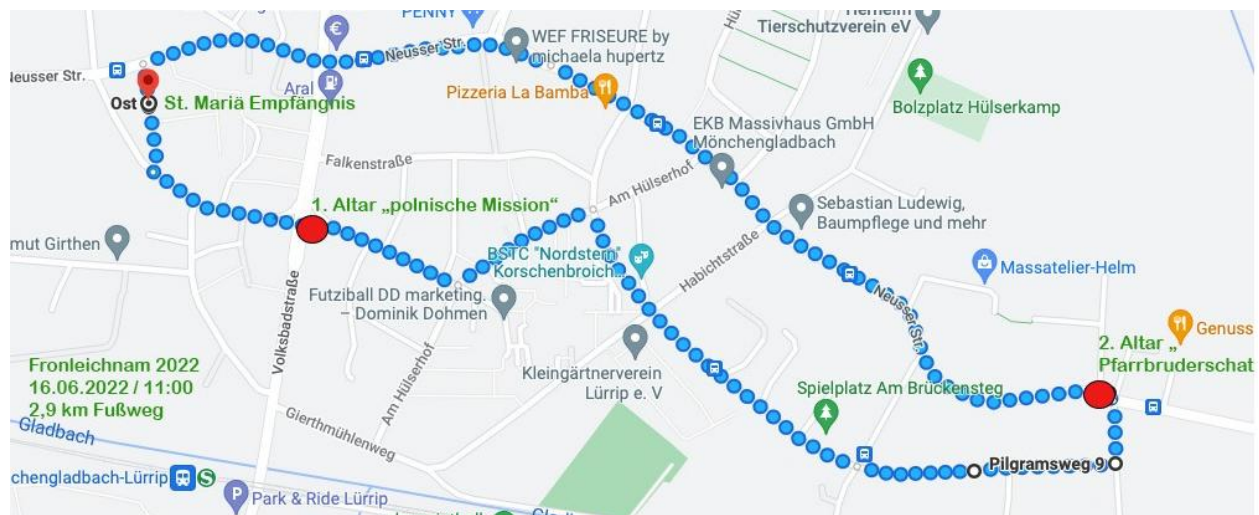 PENNY
WEF FRISEURE by
michaela hupertz
Tierheim
Tierschutzverein eV
Neusser Str.
Neusser Str.
Aral
Ost
St. Mariä Empfängnis
Pizzeria La Bamba
Bolzplatz Hülserkamp
EKB Massivhaus GmbH
Mönchengladbach
Falkenstraße
Am Hülserhof
1. Altar „polnische Mission“
Sebastian Ludewig,
Baumpflege und mehr
mut Girthen
BSTC "Nordstern"
Korschenbroich...
Habichtstraße
Massatelier-Helm
Futziball DD marketing.
– Dominik Dohmen
Volksbadstraße
Neusser Str.
Genuss
2. Altar „
Pfarrbruderschat
Am Hülserhof
Kleingärtnerverein
Lürrip e. V
Fronleichnam 2022
16.06.2022 / 11:00
2,9 km Fußweg
Spielplatz Am Brückensteg
Gierthmühlenweg
Gladbach
Pilgramsweg 9
chengladbach-Lürrip
S
P
Park & Ride Lürrip